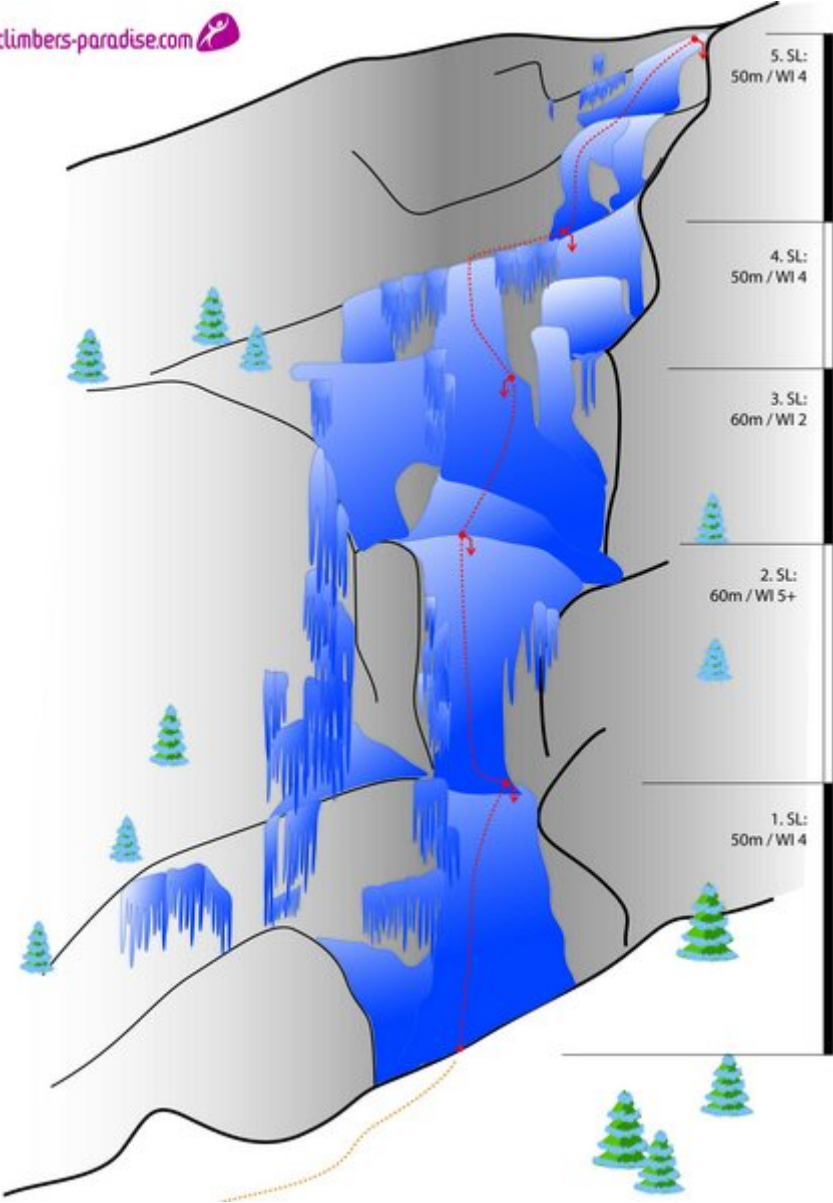 climbers-paradise.com
5. SL:
50m / WI 4
4. SL:
50m / WI 4
3. SL:
60m / WI 2
2. SL:
60m / WI 5+
1. SL:
50m / WI 4